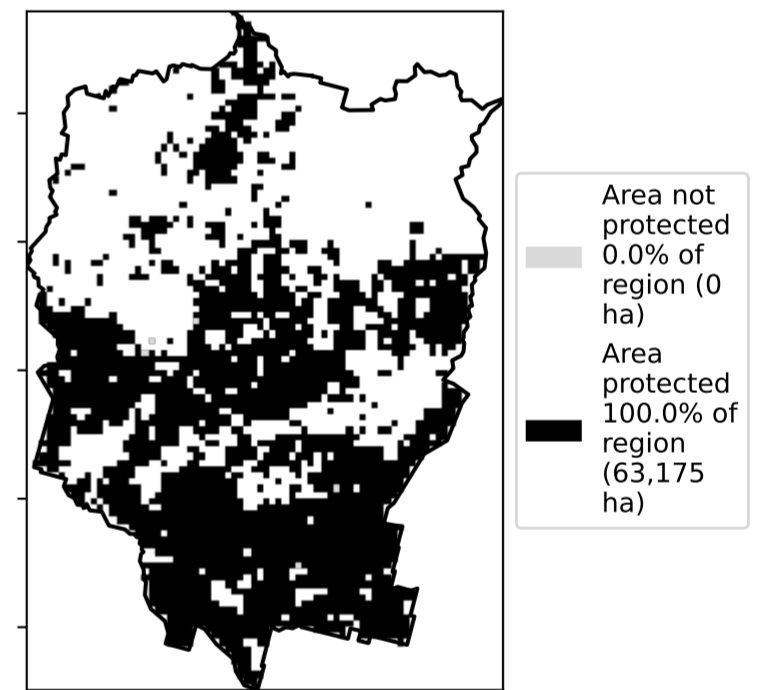 Area not
protected
0.0% of
region (0
ha)
Area
protected
100.0% of
region
(63,175
ha)